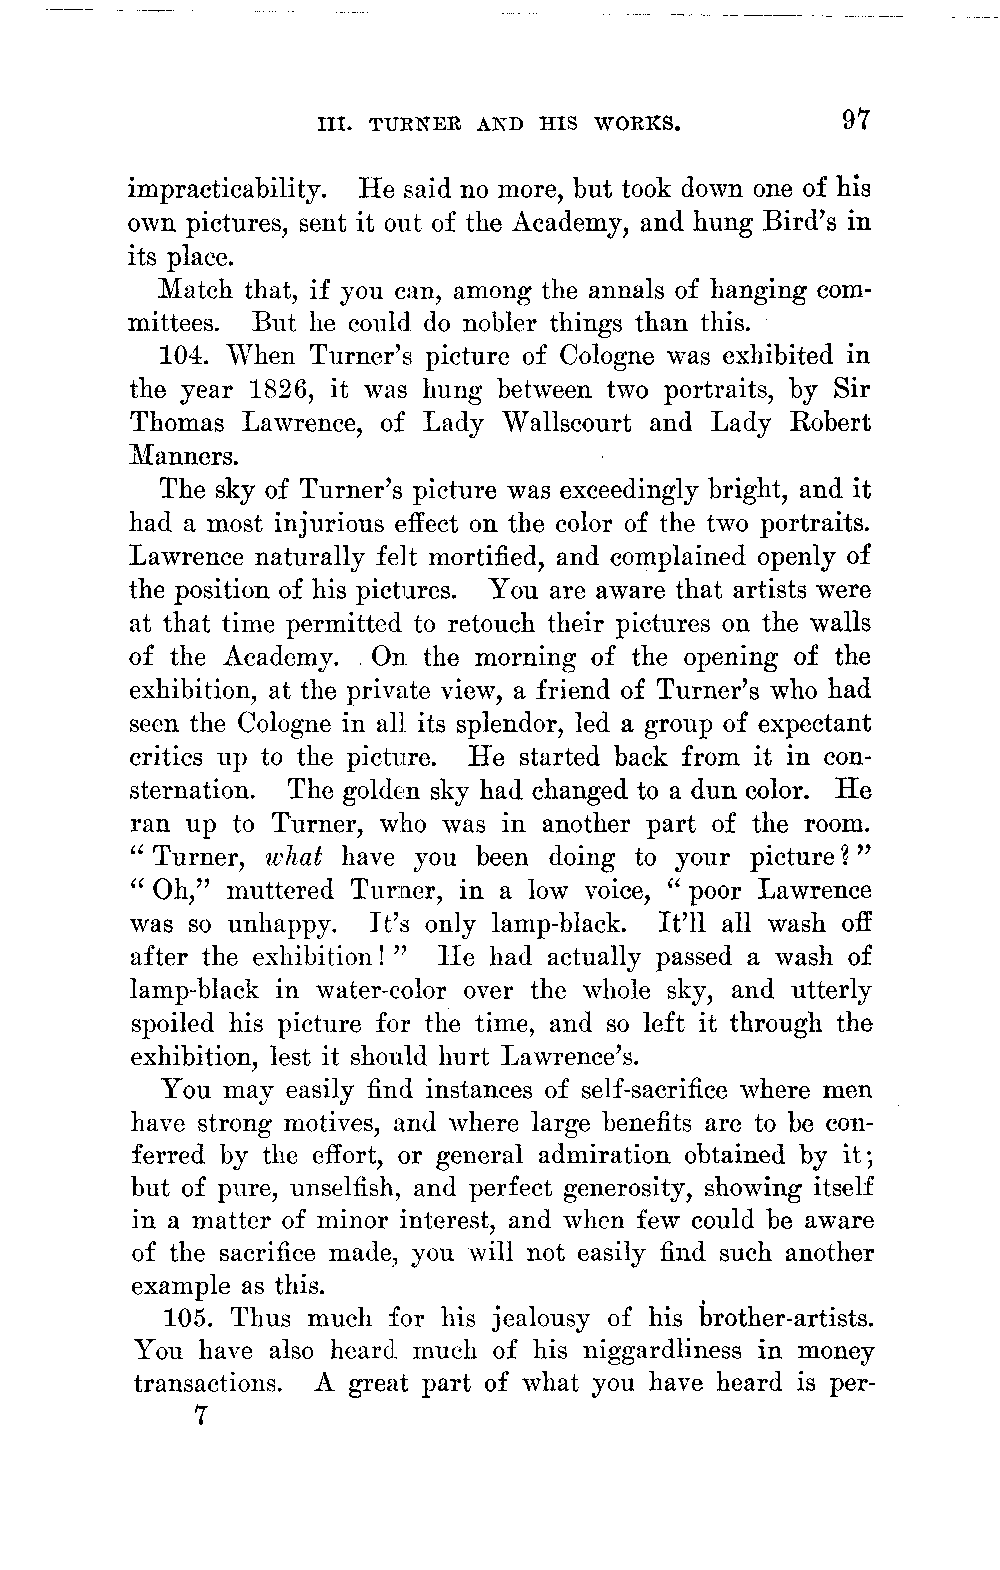 III. TURNER AND HIS WORKS. 97
impracticability. He said no more, but took down one of his
own pictures, sent it out of the Academy, and hung Bird's in
its place.
Match that, if you can, among the annals of hanging com-
mittees. But he could do nobler things than this.
104. When Turner's picture of Cologne was exhibited in
the year 1826, it was hung between two portraits, by Sir
Thomas Lawrence, of Lady Wallscourt and Lady Robert
Manners.
The sky of Turner's picture was exceedingly bright, and it
had a most injurious effect on the color of the two portraits.
Lawrence naturally felt mortified, and complained openly of
the position of his pictures. You are aware that artists were
at that time permitted to retouch their pictures on the walls
of the Academy. On the morning of the opening of the
exhibition, at the private view, a friend of Turner's who had
seen the Cologne in all its splendor, led a group of expectant
critics up to the picture. He started back from it in con-
sternation. The golden sky had changed to a dun color. He
ran up to Turner, who was in another part of the room.
"Turner, what have you been doing to your picture?"
"Oh," muttered Turner, in a low voice, "poor Lawrence
was so unhappy. It's only lamp-black. It'll all wash off
after the exhibition!" He had actually passed a wash of
lamp-black in water-color over the whole sky, and utterly
spoiled his picture for the time, and so left it through the
exhibition, lest it should hurt Lawrence's.
You may easily find instances of self-sacrifice where men
have strong motives, and where large benefits are to be con-
ferred by the effort, or general admiration obtained by it;
but of pure, unselfish, and perfect generosity, showing itself
in a matter of minor interest, and when few could be aware
of the sacrifice made, you will not easily find such another
example as this.
105. Thus much for his jealousy of his brother-artists.
You have also heard much of his niggardliness in money
transactions. A great part of what you have heard is per-
7